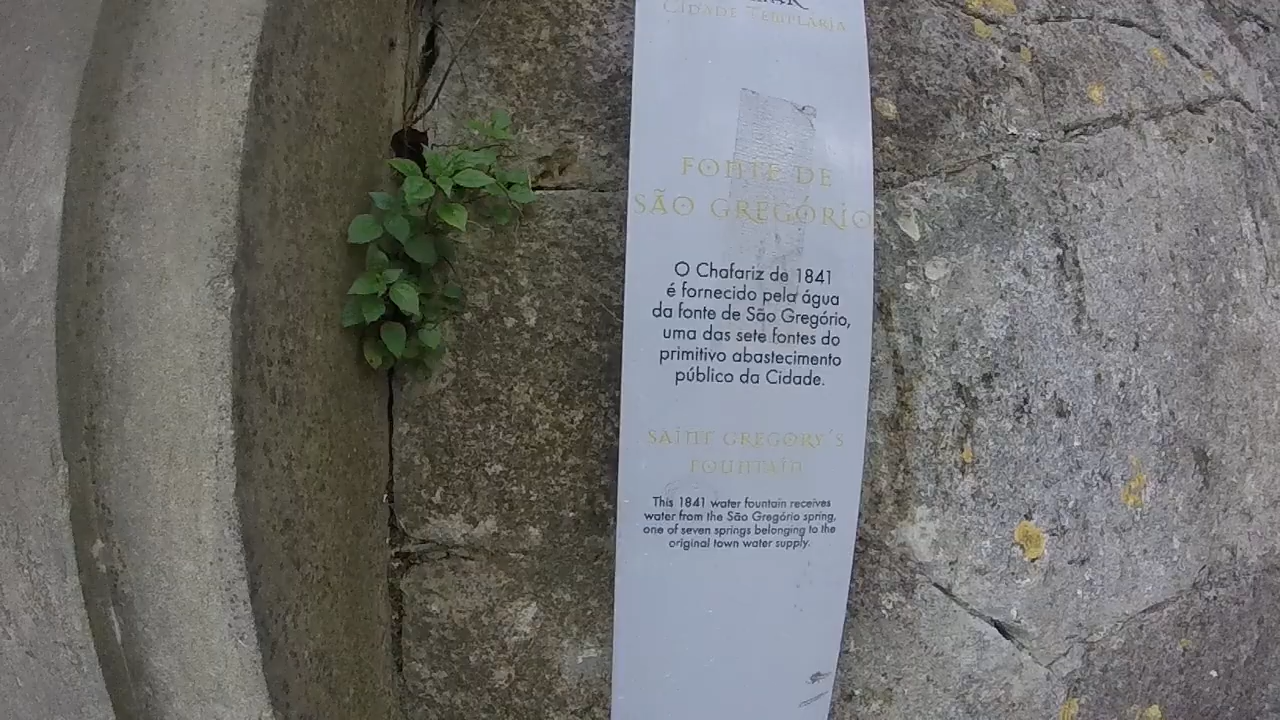 CIDADE TEMPLÁRIA
FONTE DE
SÃO GREGÓRIO
O Chafariz de 1841
é fornecido pela água
da fonte de São Gregório,
uma das sete fontes do
primitivo abastecimento
público da Cidade.
SAINT GREGORY'S
FOUNTAIN
This 1841 water fountain receives
water from the São Gregório spring,
one of seven springs belonging to the
original town water supply.